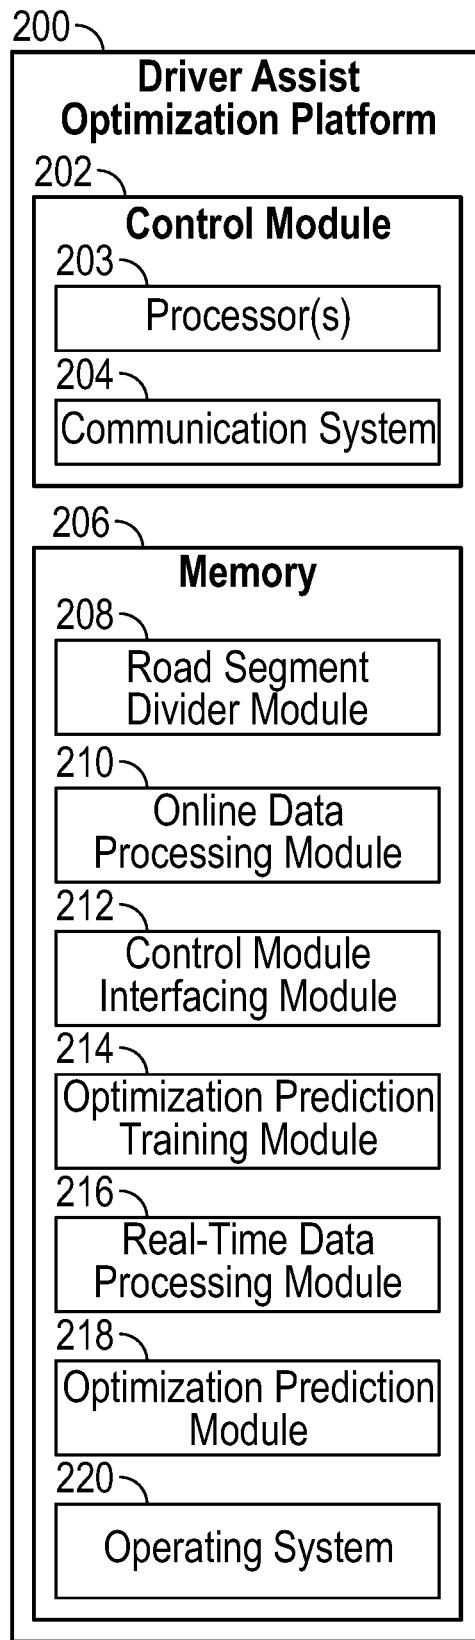 200
Driver Assist
Optimization Platform
202
Control Module
203
Processor(s)
204
Communication System
206
Memory
208
Road Segment
Divider Module
210
Online Data
Processing Module
212
Control Module
Interfacing Module
214
Optimization Prediction
Training Module
216
Real-Time Data
Processing Module
218
Optimization Prediction
Module
220
Operating System